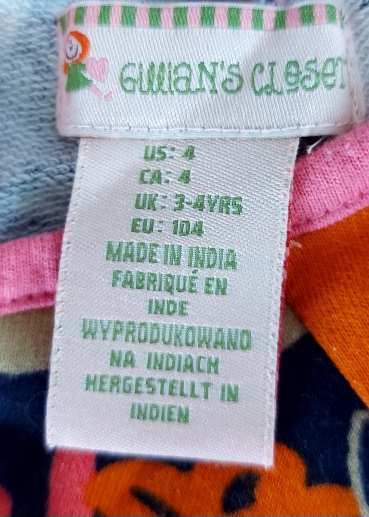 GilliAN'S CLOSET
US: 4
CA: 4
UK: 3-4YRS
EU: 104
MADE IN INDIA
FABRIQUÉ EN
INDE
WYPRODUKOWANO
NA INDIACH
HERGESTELLT IN
INDIEN